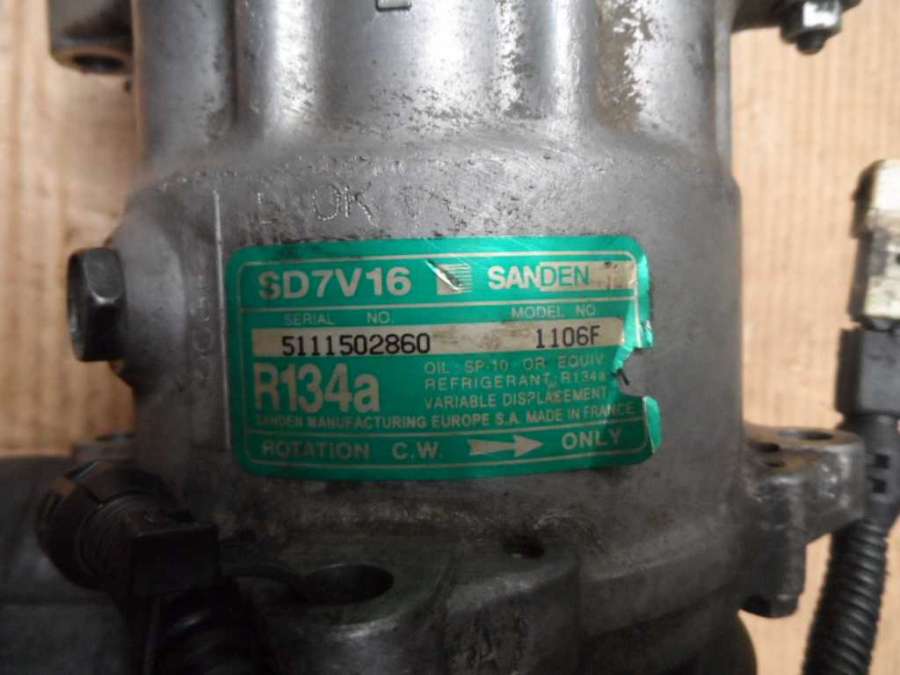 OK
SD7V16 SANDEN
SERIAL NO. MODEL NO.
5111502860 1106F
R134a
OIL : SP-10 OR EQUIV.
REFRIGERANT : R134a
VARIABLE DISPLACEMENT
SANDEN MANUFACTURING EUROPE S.A. MADE IN FRANCE
ROTATION C.W. ONLY